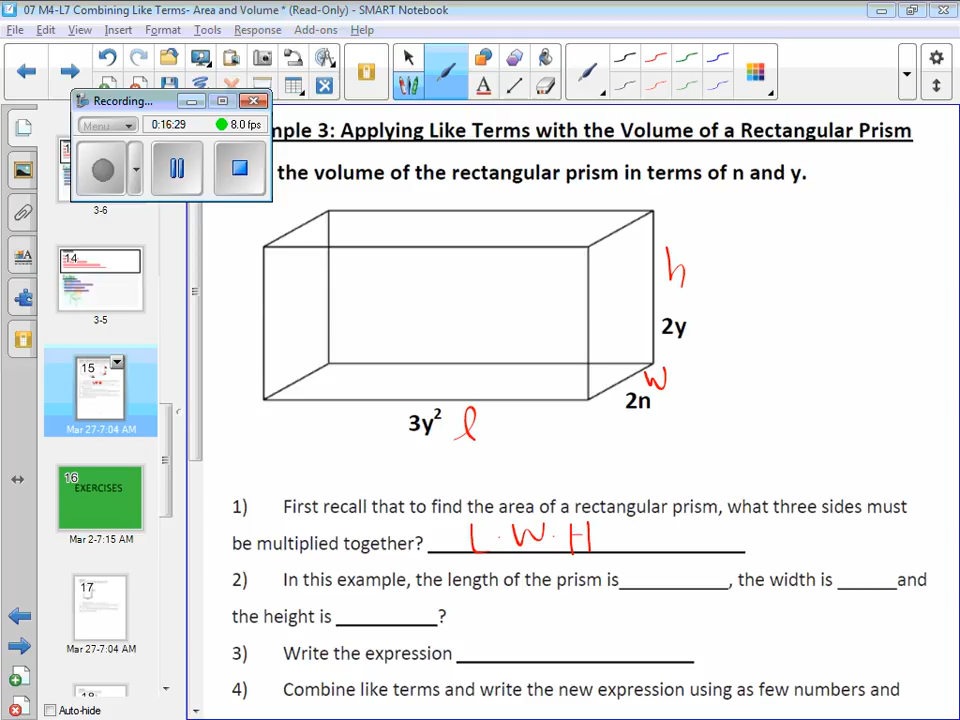 07 M4-L7 Combining Like Terms- Area and Volume * (Read-Only) - SMART Notebook
File Edit View Insert Format Tools Response Add-ons Help
Recording...
Menu 0:16:29 8.0 fps
mple 3: Applying Like Terms with the Volume of a Rectangular Prism
the volume of the rectangular prism in terms of n and y.
3-6
14
3-5
h
2y
15
w
2n
3y² l
Mar 27-7:04 AM
16
EXERCISES
Mar 2-7:15 AM
1) First recall that to find the area of a rectangular prism, what three sides must
be multiplied together? L . W . H
2) In this example, the length of the prism is__________, the width is ______and
the height is __________?
17
Mar 27-7:04 AM
3) Write the expression ______________________
4) Combine like terms and write the new expression using as few numbers and
18
Auto-hide